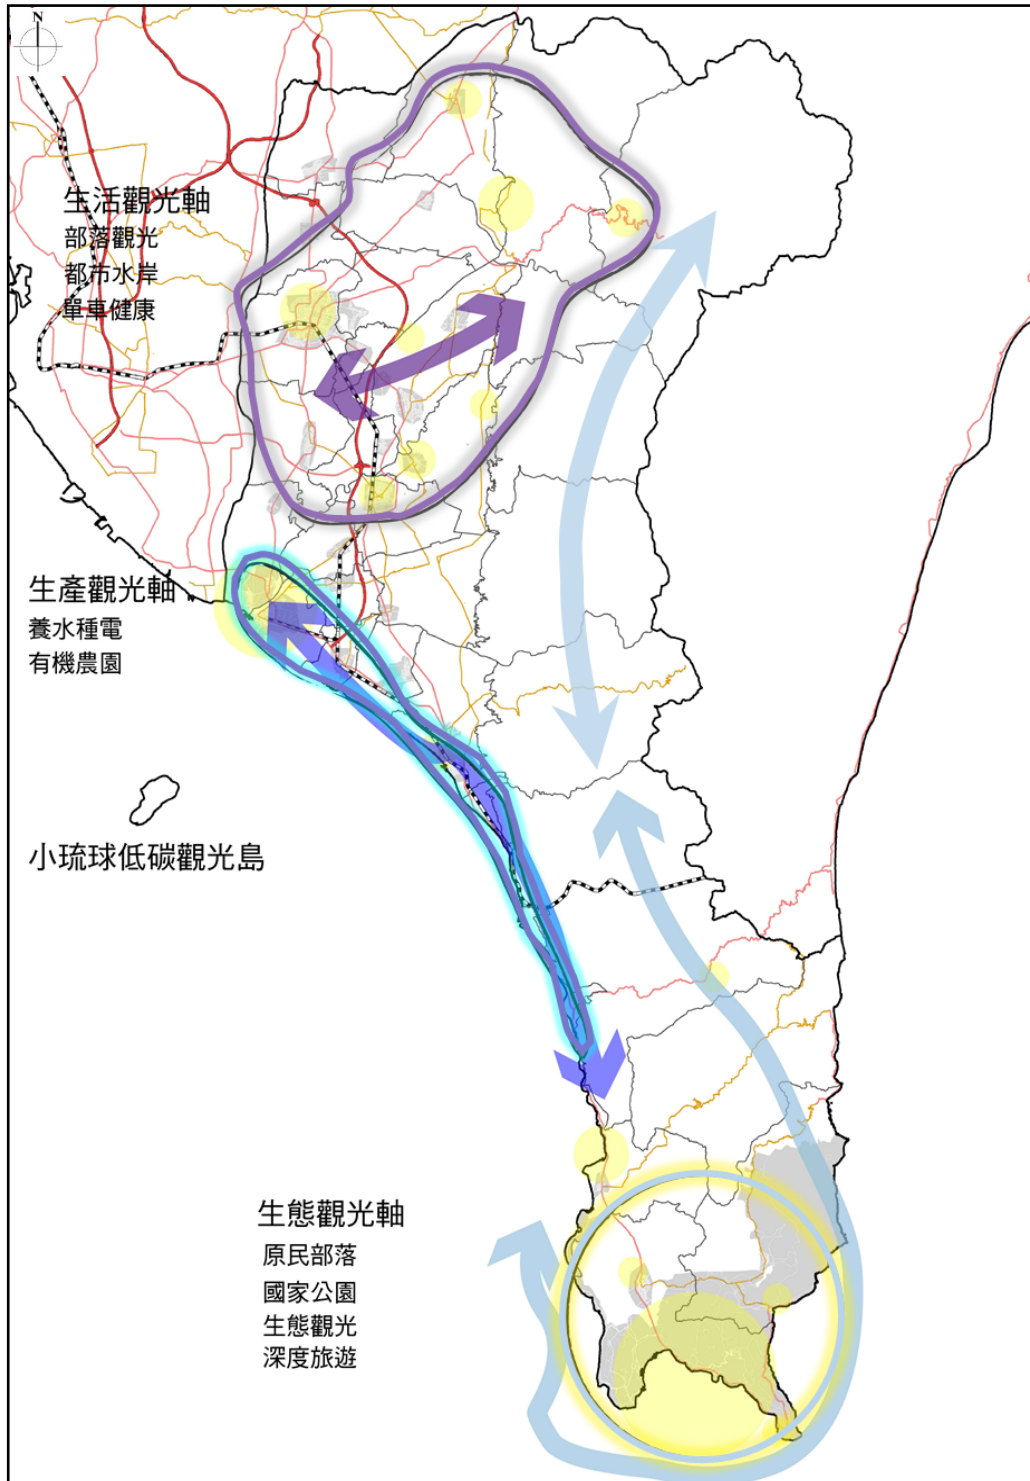 N
生活觀光軸
部落觀光
都市水岸
單車健康
生產觀光軸
養水種電
有機農園
小琉球低碳觀光島
生態觀光軸
原民部落
國家公園
生態觀光
深度旅遊